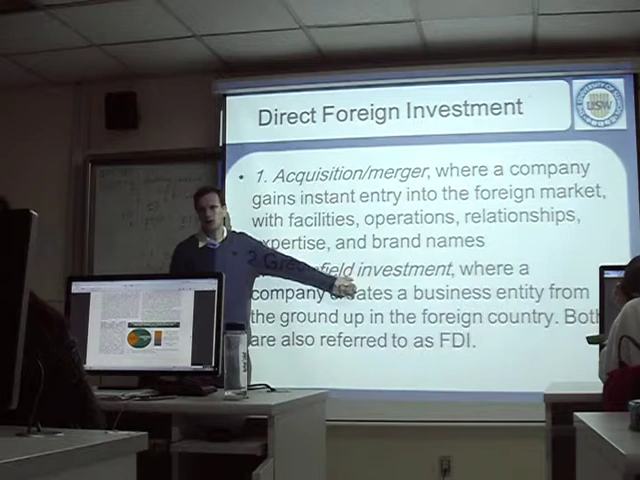 Direct Foreign Investment
USW
• 1. Acquisition/merger, where a company
gains instant entry into the foreign market,
with facilities, operations, relationships,
expertise, and brand names
2. Greenfield investment, where a
company creates a business entity from
the ground up in the foreign country. Both
are also referred to as FDI.